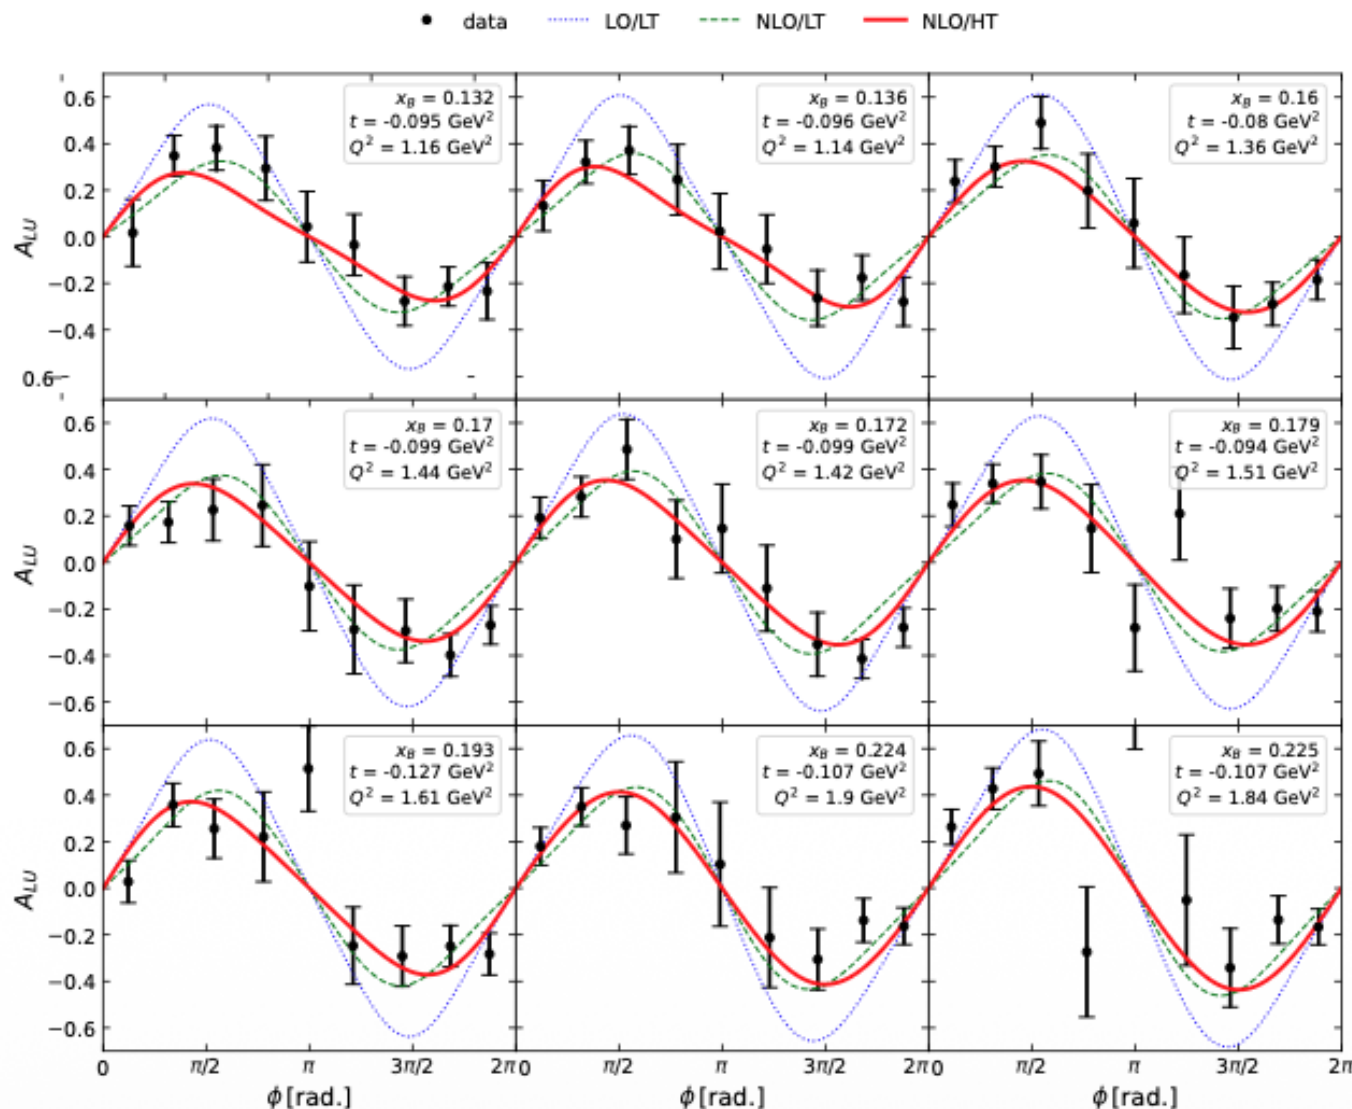 data LO/LT NLO/LT NLO/HT
x_B = 0.132
t = -0.095 GeV²
Q² = 1.16 GeV²
x_B = 0.136
t = -0.096 GeV²
Q² = 1.14 GeV²
x_B = 0.16
t = -0.08 GeV²
Q² = 1.36 GeV²
0.6
0.4
0.2
0.0
−0.2
−0.4
0.6
A_{LU}
x_B = 0.17
t = -0.099 GeV²
Q² = 1.44 GeV²
x_B = 0.172
t = -0.099 GeV²
Q² = 1.42 GeV²
x_B = 0.179
t = -0.094 GeV²
Q² = 1.51 GeV²
0.6
0.4
0.2
0.0
−0.2
−0.4
−0.6
A_{LU}
x_B = 0.193
t = -0.127 GeV²
Q² = 1.61 GeV²
x_B = 0.224
t = -0.107 GeV²
Q² = 1.9 GeV²
x_B = 0.225
t = -0.107 GeV²
Q² = 1.84 GeV²
0.6
0.4
0.2
0.0
−0.2
−0.4
−0.6
A_{LU}
0 π/2 π 3π/2 2π 0 π/2 π 3π/2 2π 0 π/2 π 3π/2 2π
ϕ [rad.] ϕ [rad.] ϕ [rad.]